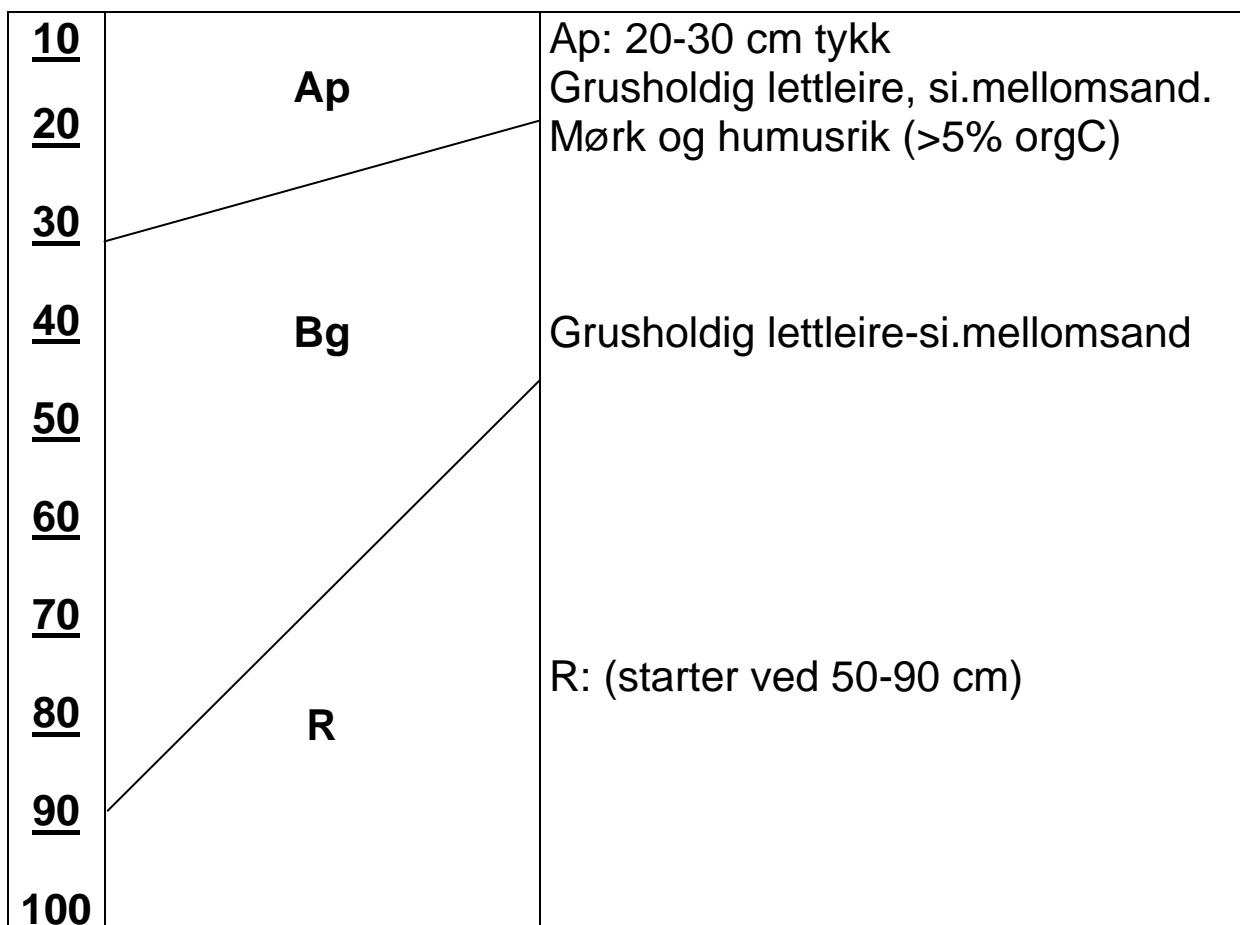 10
Ap: 20-30 cm tykk
Ap
Grusholdig lettleire, si.mellomsand.
20
Mørk og humusrik (>5% orgC)
30
40
Bg
Grusholdig lettleire-si.mellomsand
50
60
70
R: (starter ved 50-90 cm)
80
R
90
100